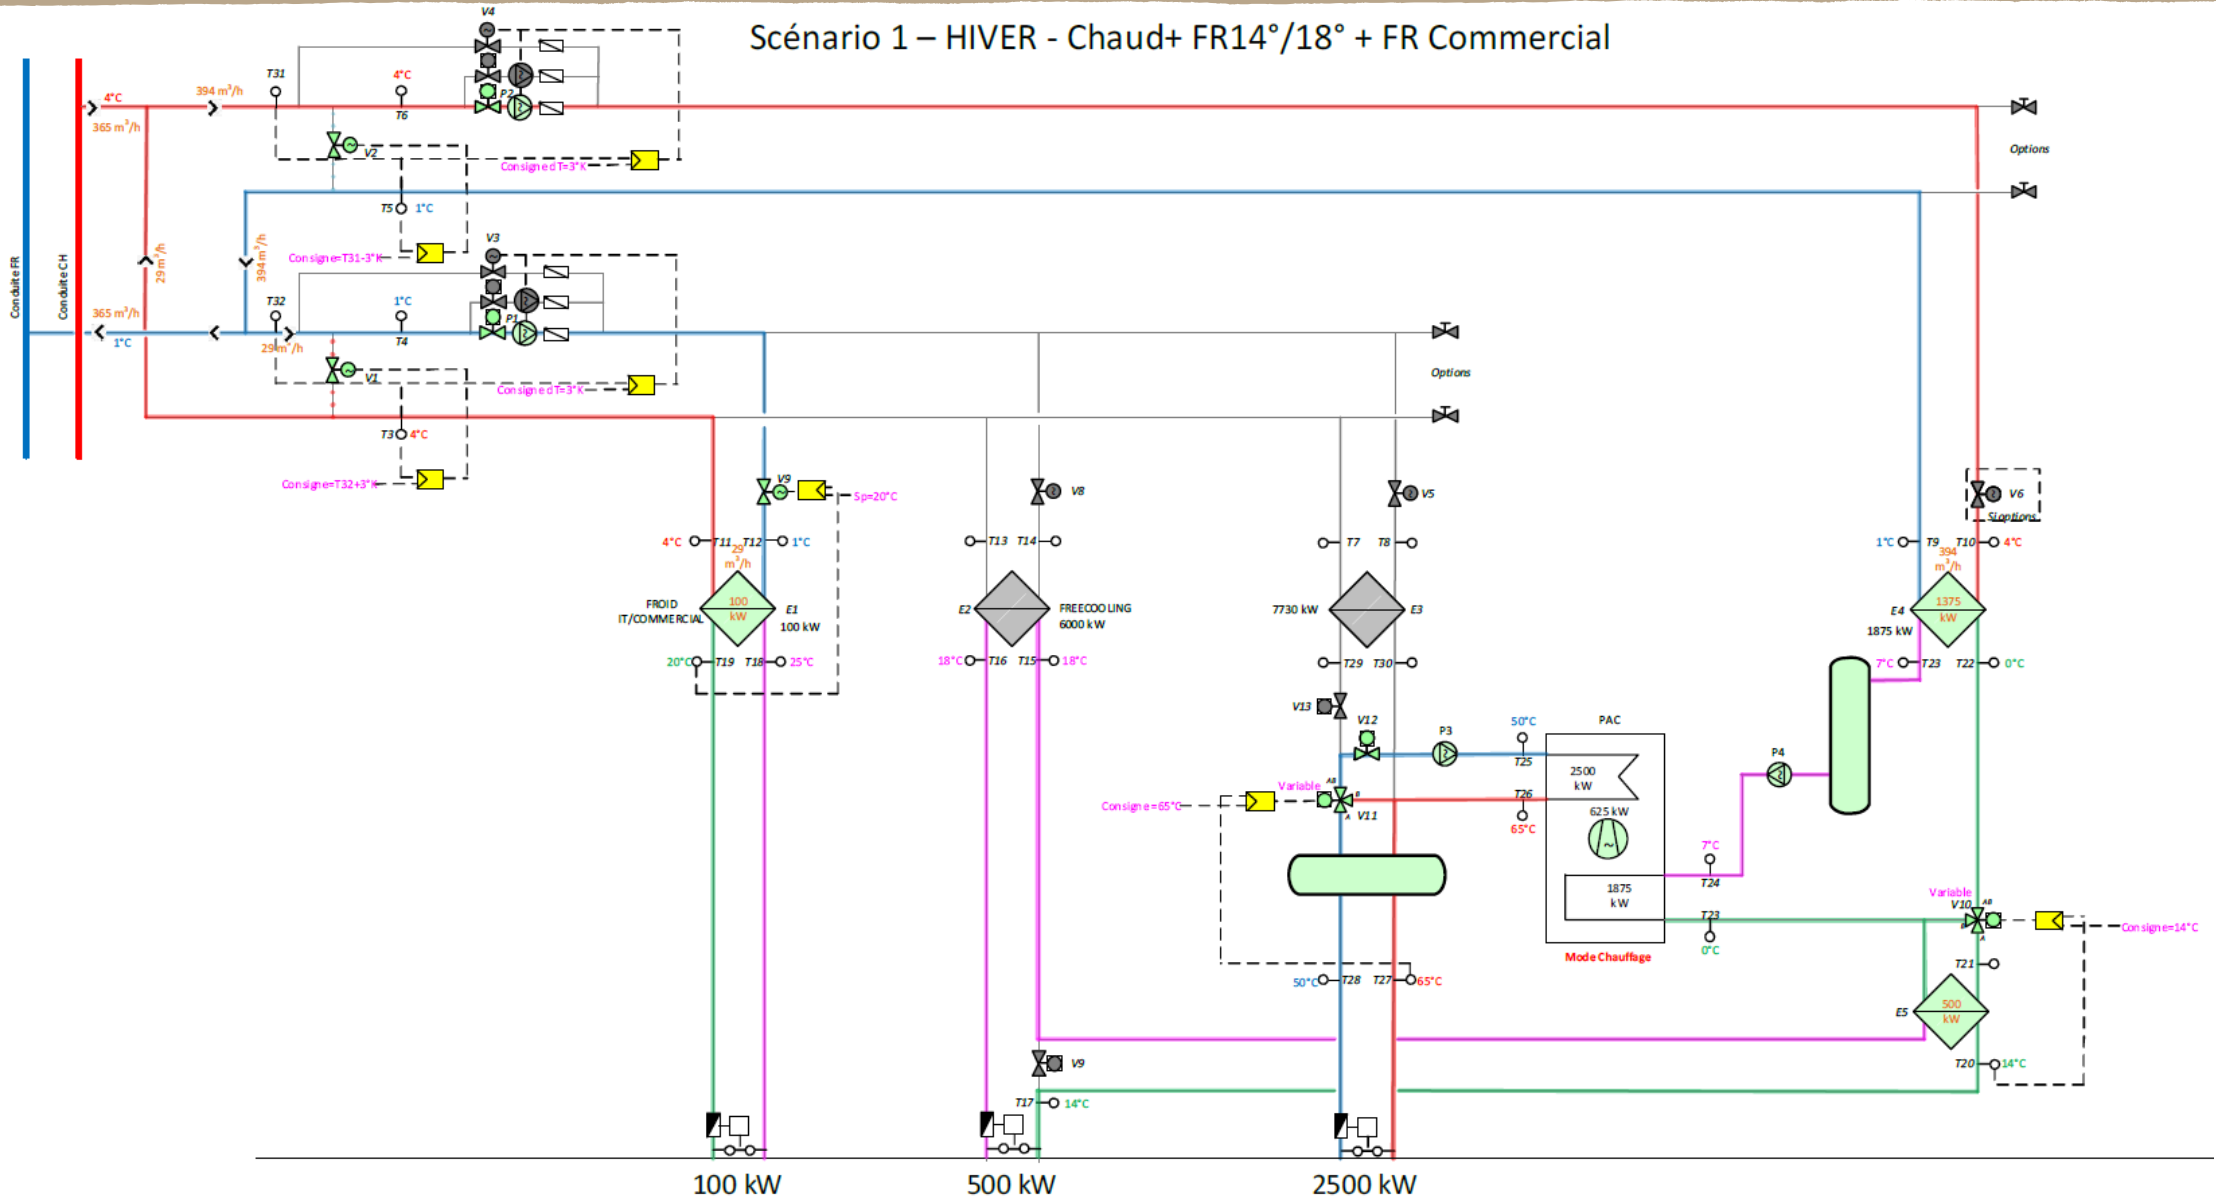 Scénario 1 – HIVER - Chaud+ FR14°/18° + FR Commercial
V4
T31
4°C
394 m³/h
4°C
P2
T6
365 m³/h
V2
Consigne dT=3°K
Options
T5
1°C
V3
Consigne=T31-3°K
29 m³/h
394 m³/h
Conduite FR
Conduite CH
T32
1°C
365 m³/h
P1
1°C
29 m³/h
T4
V1
Consigne dT=3°K
Options
T3
4°C
Consigne=T32+3°K
V9
Sp=20°C
V8
V5
V6
Si options
4°C
T11
T12
1°C
T13
T14
T7
T8
1°C
T9
T10
4°C
29
m³/h
394
m³/h
FROID
IT/COMMERCIAL
100
kW
E1
100 kW
E2
FREECOOLING
6000 kW
7730 kW
E3
E4
1375
kW
1875 kW
20°C
T19
T18
25°C
18°C
T16
T15
18°C
T29
T30
7°C
T23
T22
0°C
V13
V12
50°C
P3
PAC
T25
P4
2500
kW
Variable
AB
B
A
V11
Consigne=65°C
T26
65°C
625 kW
7°C
T24
1875
kW
T23
0°C
Mode Chauffage
Variable
V10
AB
B
A
Consigne=14°C
T21
50°C
T28
T27
65°C
E5
500
kW
V9
T20
14°C
T17
14°C
100 kW
500 kW
2500 kW